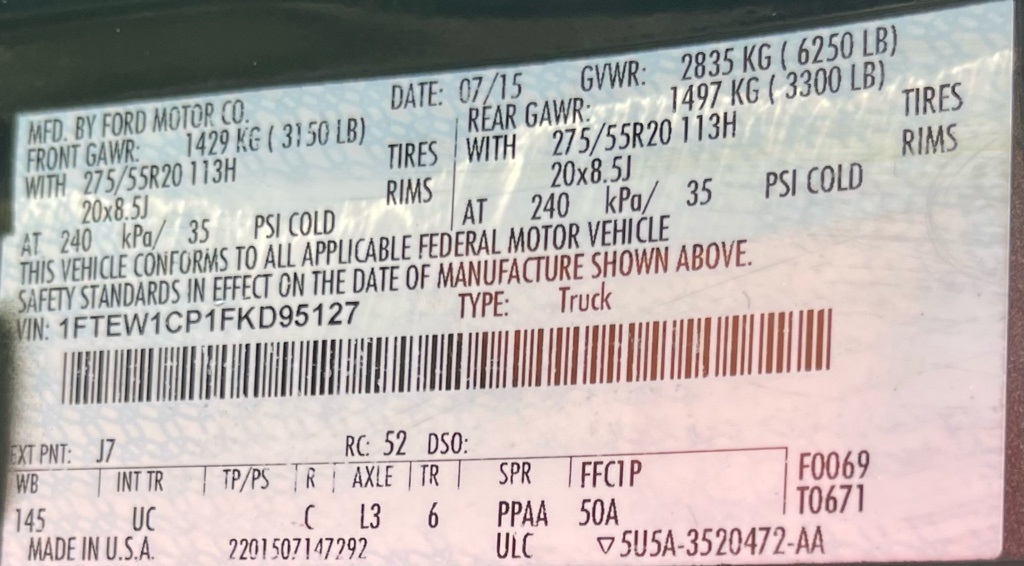 MFD. BY FORD MOTOR CO. DATE: 07/15 GVWR: 2835 KG ( 6250 LB)
FRONT GAWR: 1429 KG ( 3150 LB) REAR GAWR: 1497 KG ( 3300 LB)
WITH 275/55R20 113H TIRES WITH 275/55R20 113H TIRES
20x8.5J RIMS 20x8.5J RIMS
AT 240 kPa/ 35 PSI COLD AT 240 kPa/ 35 PSI COLD
THIS VEHICLE CONFORMS TO ALL APPLICABLE FEDERAL MOTOR VEHICLE
SAFETY STANDARDS IN EFFECT ON THE DATE OF MANUFACTURE SHOWN ABOVE.
VIN: 1FTEW1CP1FKD95127 TYPE: Truck
EXT PNT: J7 RC: 52 DSO:
WB INT TR TP/PS R AXLE TR SPR FFC1P F0069
145 UC C L3 6 PPAA 50A T0671
MADE IN U.S.A. 2201507147292 ULC ▽5U5A-3520472-AA